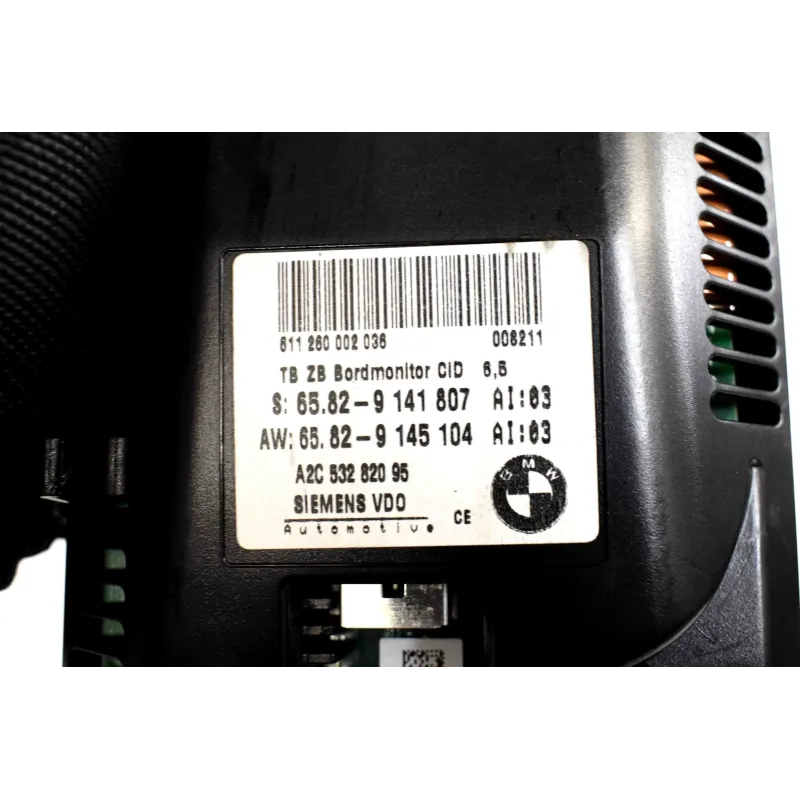 611 260 002 036 008211
TB ZB Bordmonitor CID 6,5
S: 65.82-9 141 807 AI:03
AW: 65.82-9 145 104 AI:03
A2C 532 820 95
BMW
SIEMENS VDO
Automotive CE